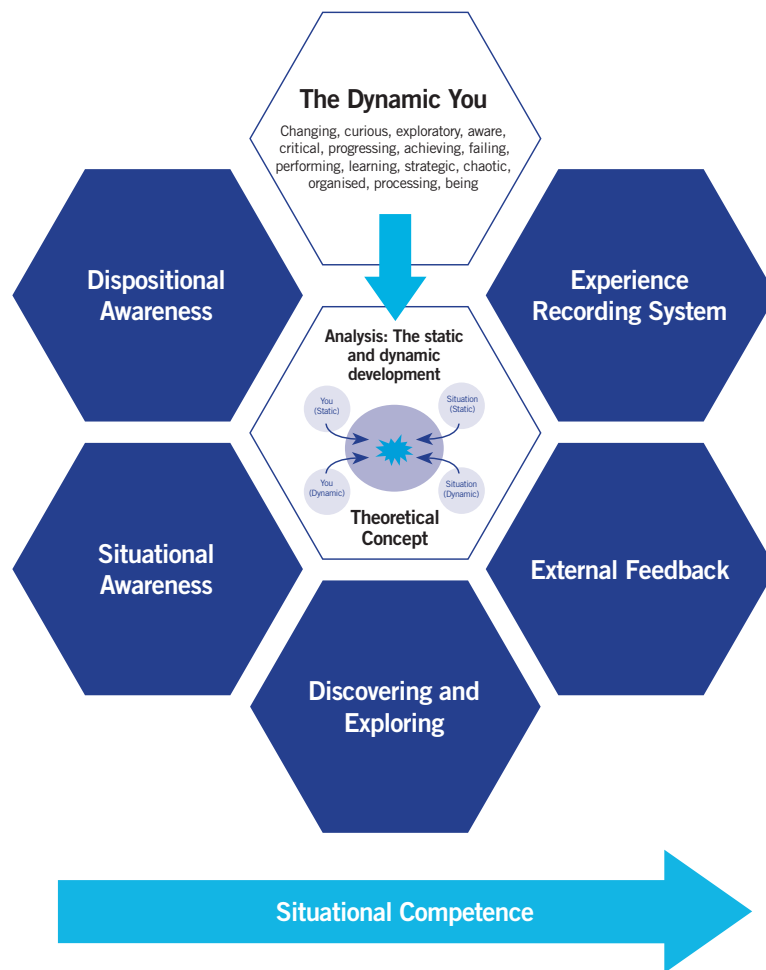 The Dynamic You
Changing, curious, exploratory, aware,
critical, progressing, achieving, failing,
performing, learning, strategic, chaotic,
organised, processing, being
Dispositional
Awareness
Experience
Recording System
Analysis: The static
and dynamic
development
You
(Static)
Situation
(Static)
You
(Dynamic)
Situation
(Dynamic)
Theoretical
Concept
Situational
Awareness
External Feedback
Discovering and
Exploring
Situational Competence